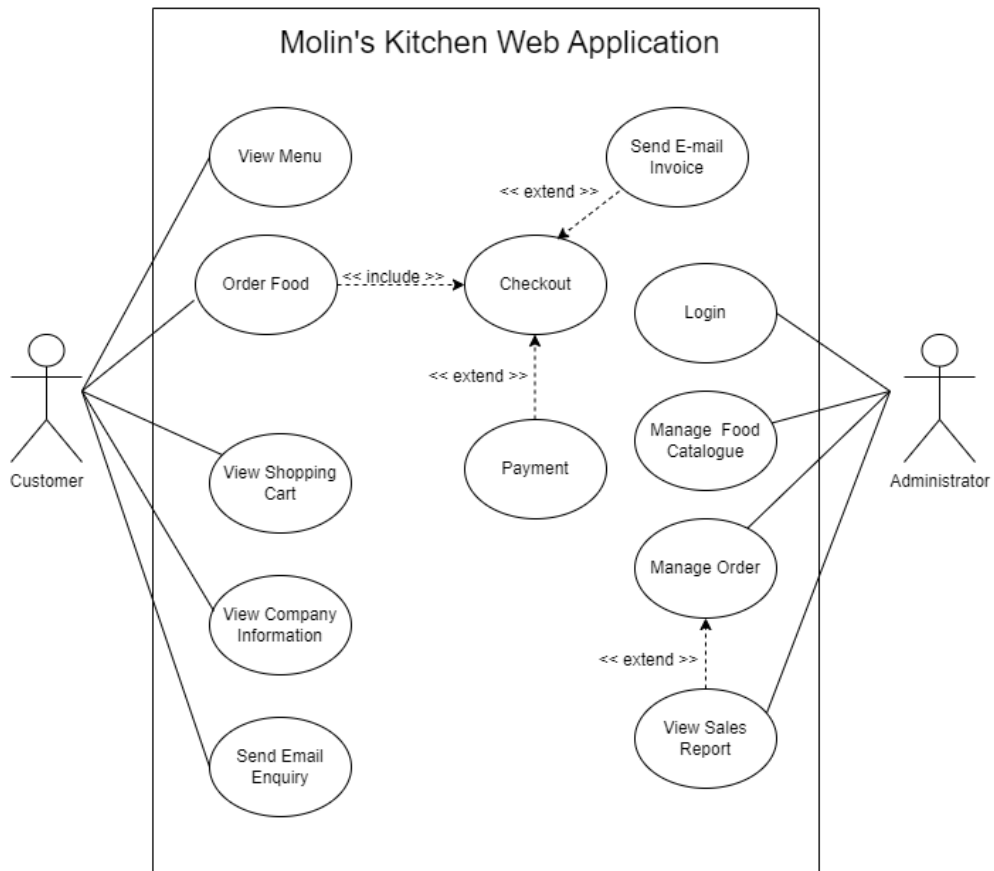 Molin's Kitchen Web Application
View Menu
Send E-mail
Invoice
<< extend >>
Order Food
<< include >>
Checkout
Login
<< extend >>
Manage  Food
Catalogue
Customer
View Shopping
Cart
Payment
Administrator
Manage Order
View Company
Information
<< extend >>
View Sales
Report
Send Email
Enquiry